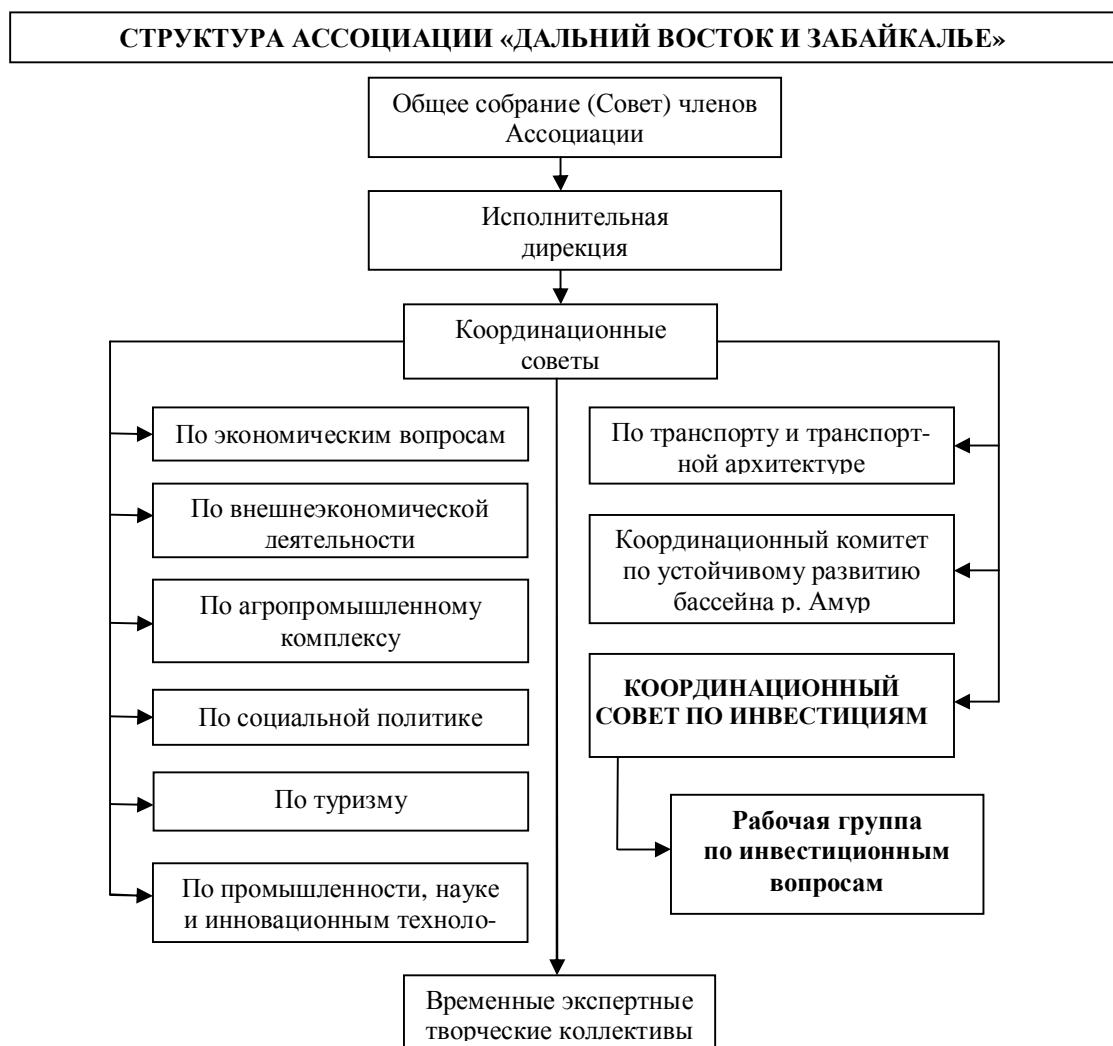 СТРУКТУРА АССОЦИАЦИИ «ДАЛЬНИЙ ВОСТОК И ЗАБАЙКАЛЬЕ»
Общее собрание (Совет) членов
Ассоциации
Исполнительная
дирекция
Координационные
советы
По экономическим вопросам
По внешнеэкономической
деятельности
По агропромышленному
комплексу
По социальной политике
По туризму
По промышленности, науке
и инновационным техноло-
По транспорту и транспорт-
ной архитектуре
Координационный комитет
по устойчивому развитию
бассейна р. Амур
КООРДИНАЦИОННЫЙ
СОВЕТ ПО ИНВЕСТИЦИЯМ
Рабочая группа
по инвестиционным
вопросам
Временные экспертные
творческие коллективы